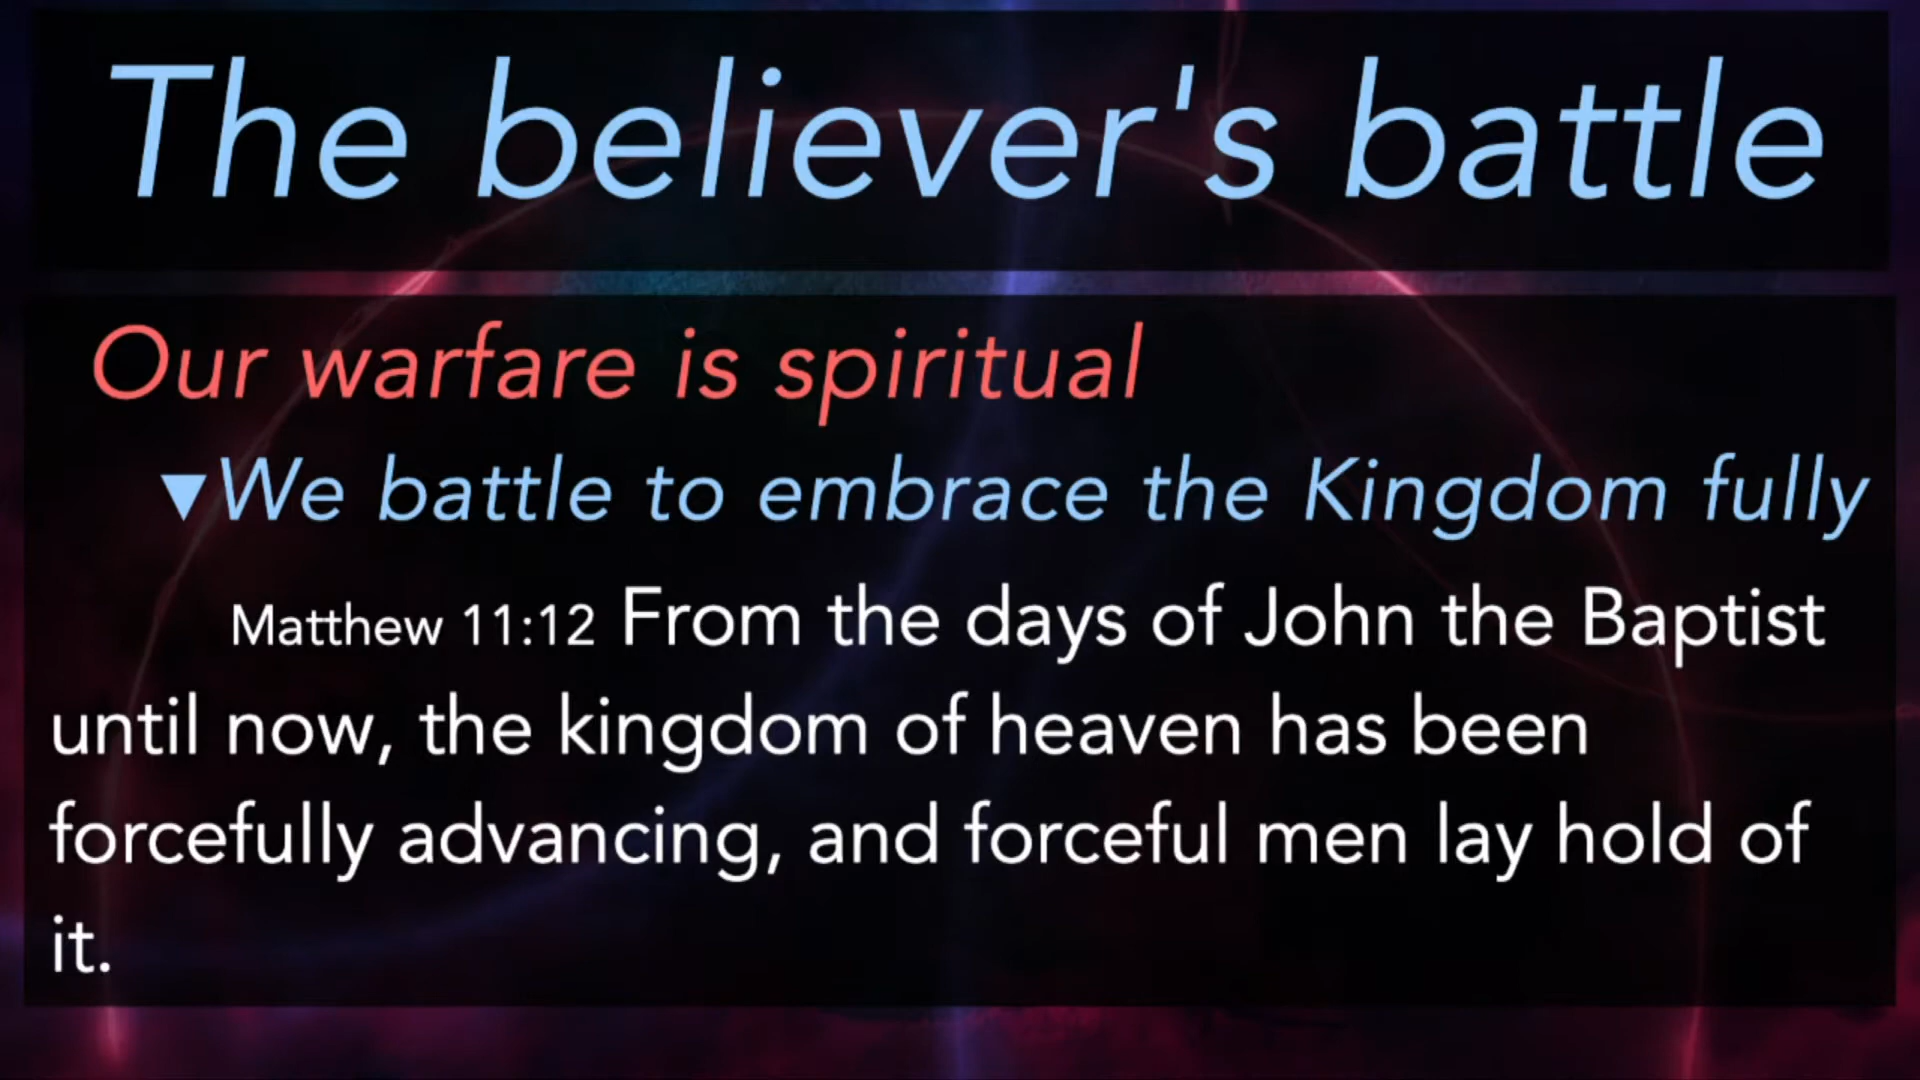 The believer's battle
Our warfare is spiritual
▼We battle to embrace the Kingdom fully
Matthew 11:12 From the days of John the Baptist
until now, the kingdom of heaven has been
forcefully advancing, and forceful men lay hold of
it.